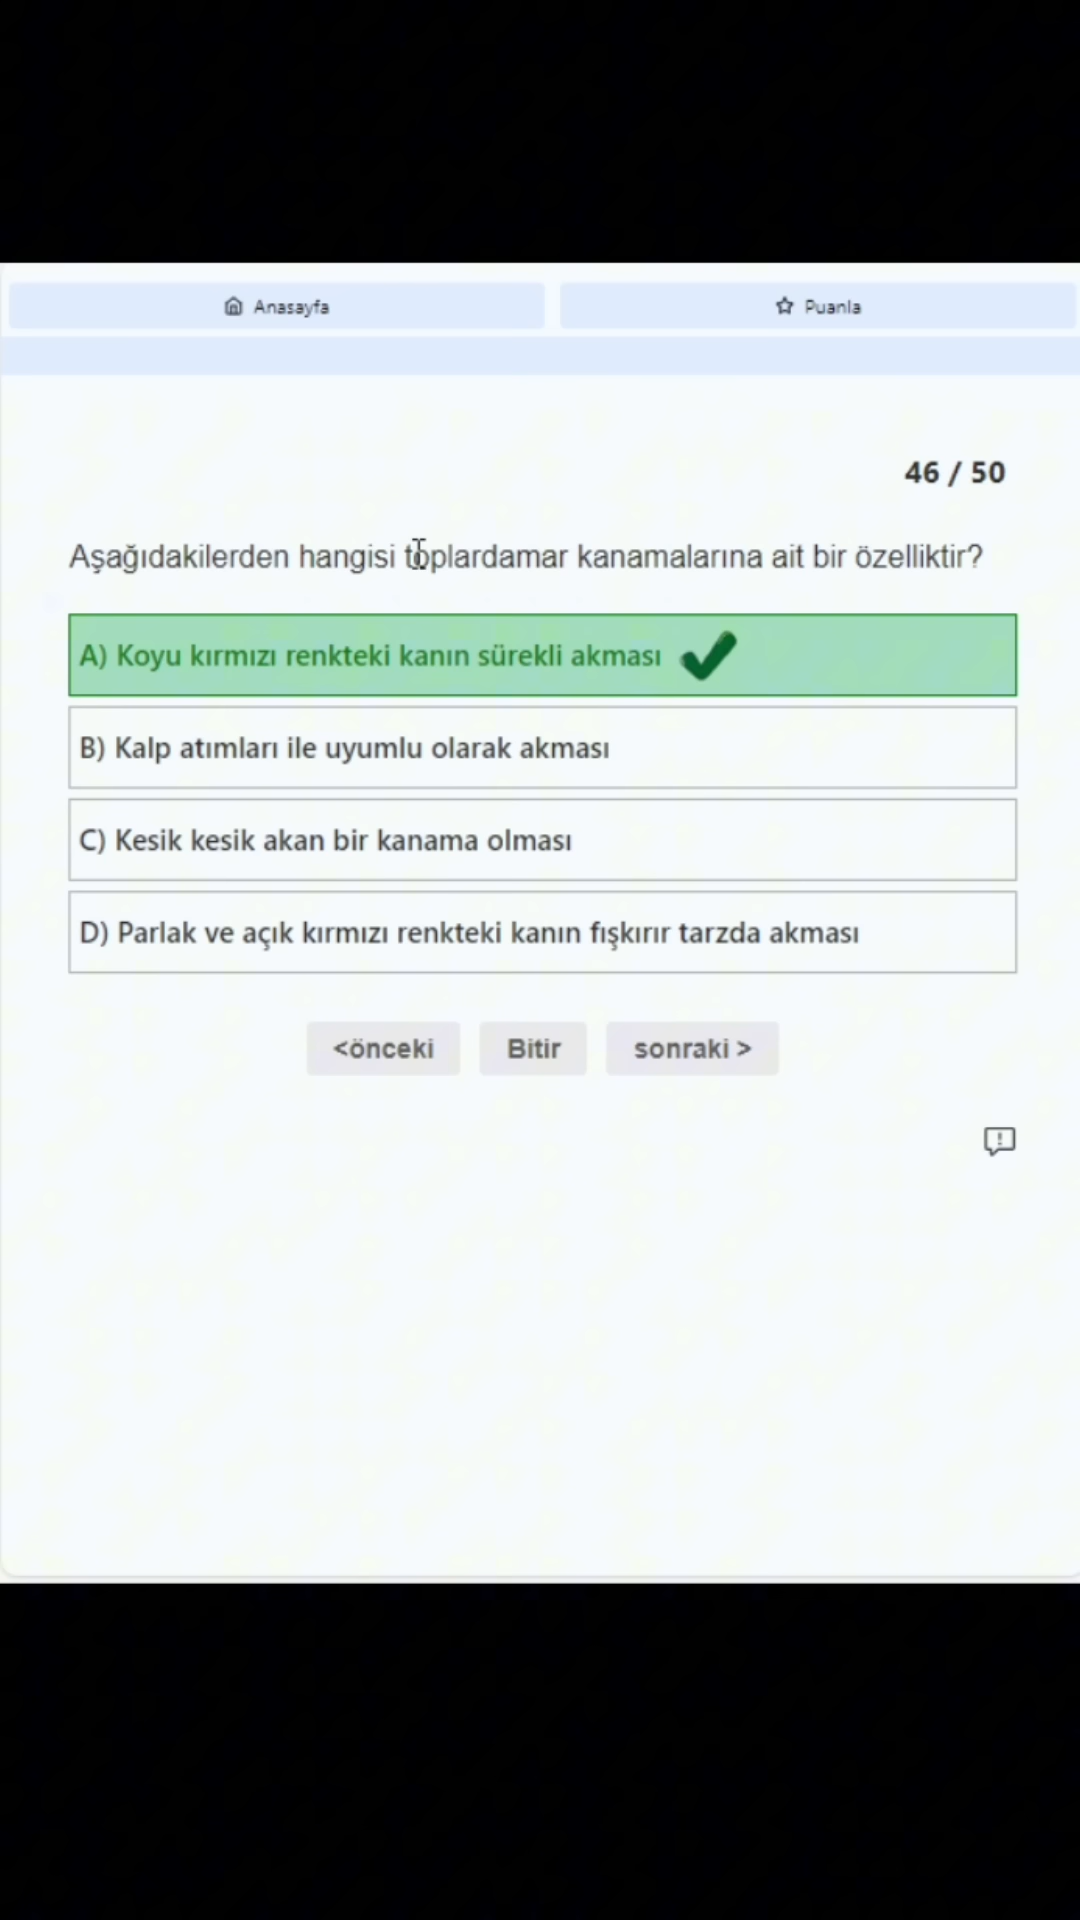 Anasayfa
Puanla
46 / 50
Aşağıdakilerden hangisi toplardamar kanamalarına ait bir özelliktir?
A) Koyu kırmızı renkteki kanın sürekli akması
B) Kalp atımları ile uyumlu olarak akması
C) Kesik kesik akan bir kanama olması
D) Parlak ve açık kırmızı renkteki kanın fışkırır tarzda akması
<önceki
Bitir
sonraki >